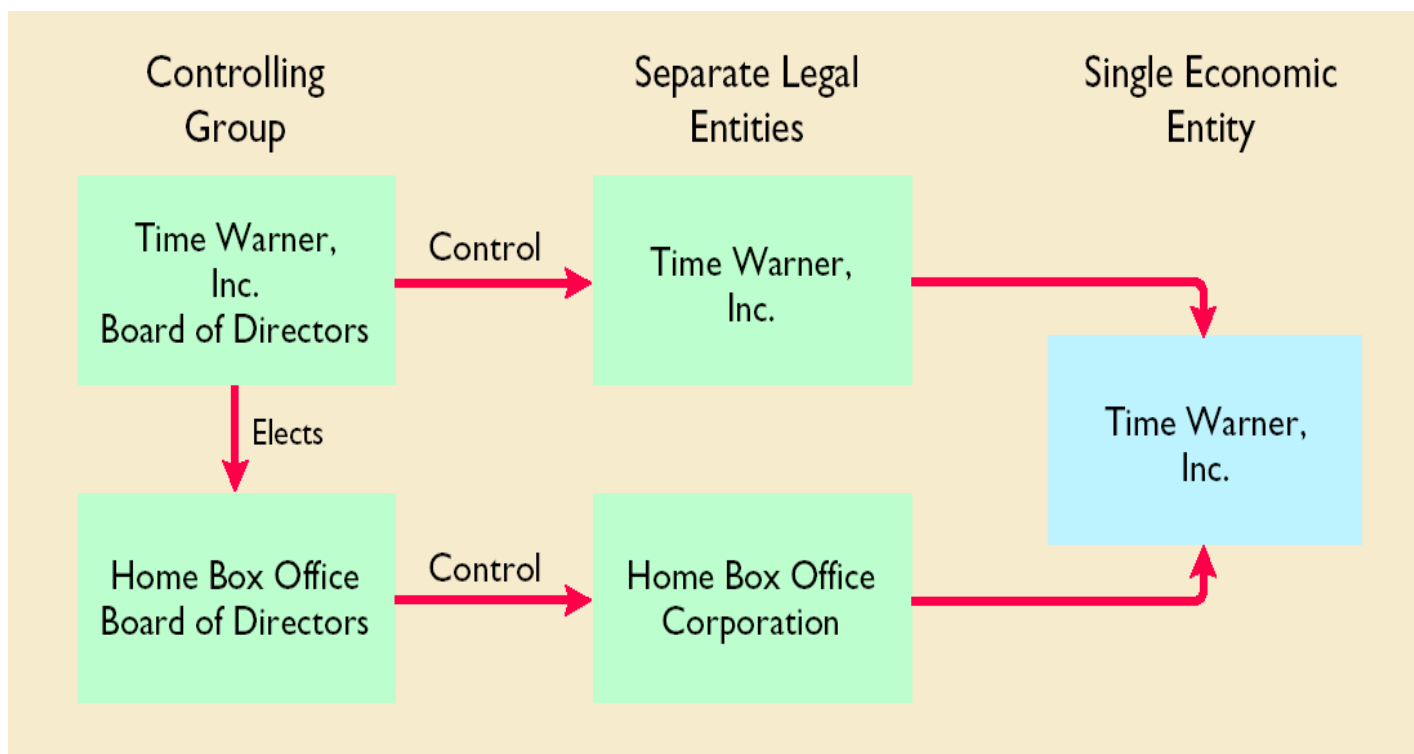 Controlling
Group
Separate Legal
Entities
Single Economic
Entity
Time Warner,
Inc.
Board of Directors
Control
Time Warner,
Inc.
Time Warner,
Inc.
Elects
Home Box Office
Board of Directors
Control
Home Box Office
Corporation